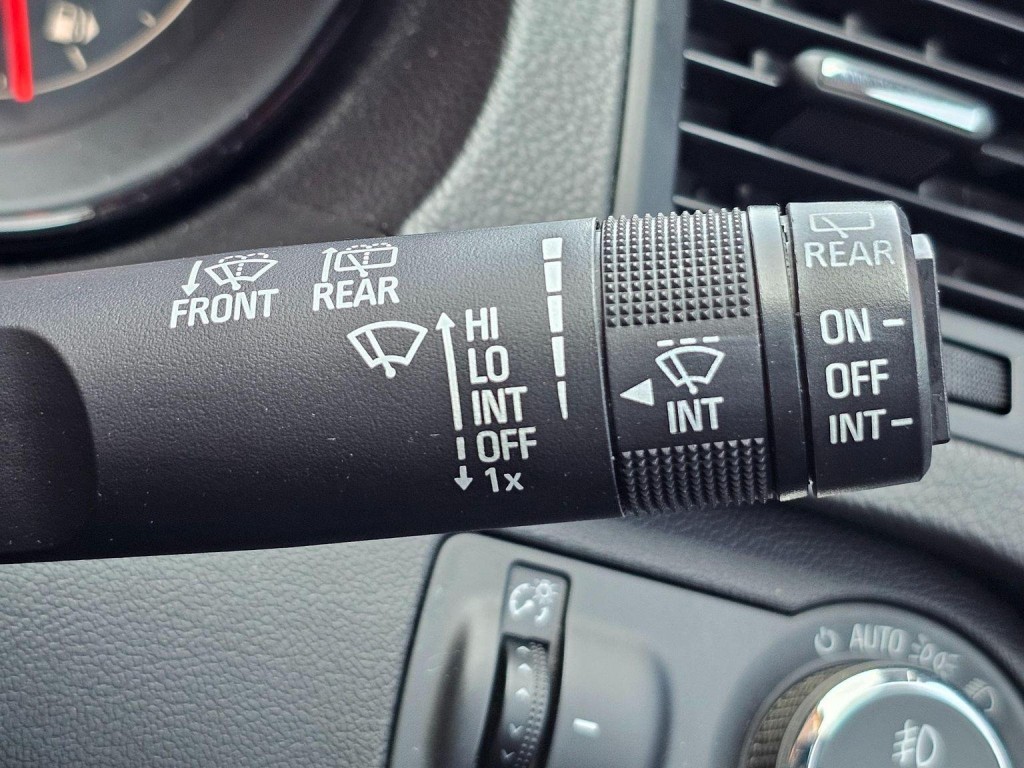 FRONT
REAR
HI
LO
INT
OFF
1x
INT
REAR
ON
OFF
INT
AUTO